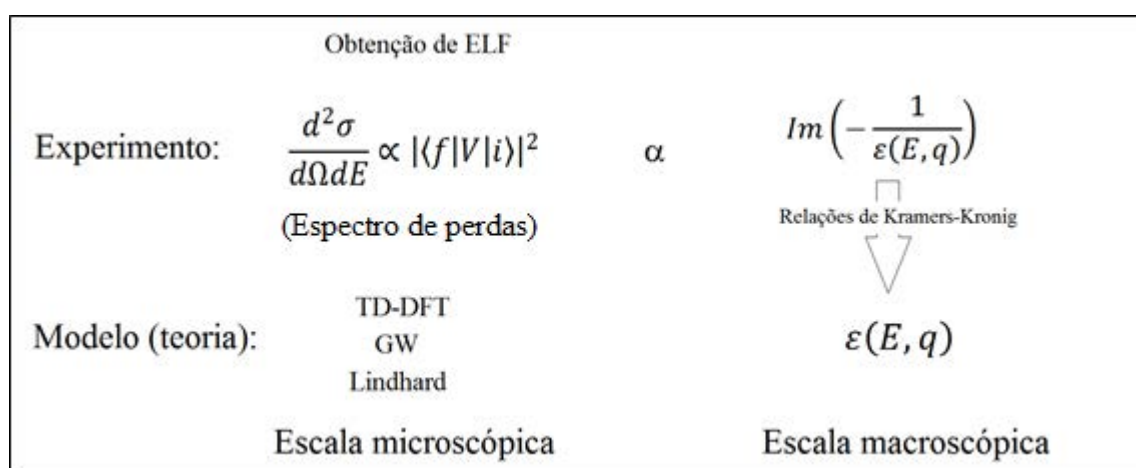 Obtenção de ELF
Experimento: d²σ/dΩdE ∝ |⟨f|V|i⟩|² α Im(−1/ε(E, q))
(Espectro de perdas)
Relações de Kramers-Kronig
TD-DFT
Modelo (teoria): GW ε(E, q)
Lindhard
Escala microscópica Escala macroscópica